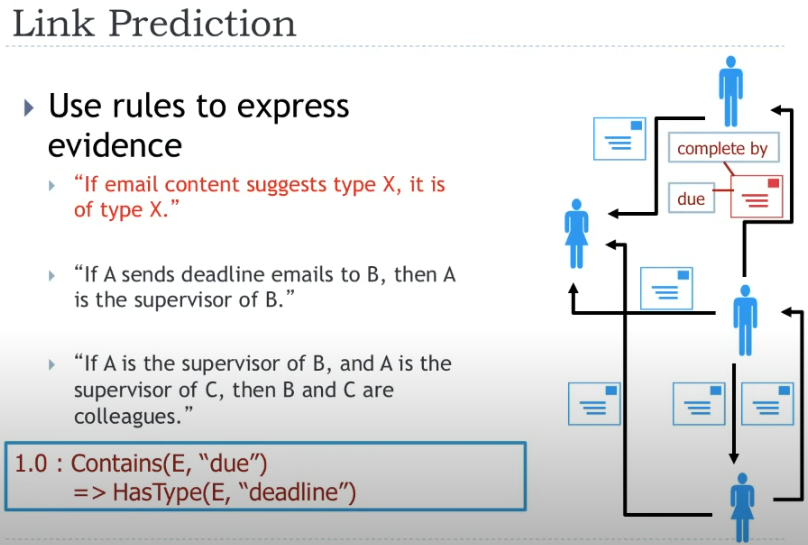 Link Prediction
Use rules to express
evidence
“If email content suggests type X, it is
of type X.”
“If A sends deadline emails to B, then A
is the supervisor of B.”
“If A is the supervisor of B, and A is the
supervisor of C, then B and C are
colleagues.”
1.0 : Contains(E, “due”)
=> HasType(E, “deadline”)
complete by
due